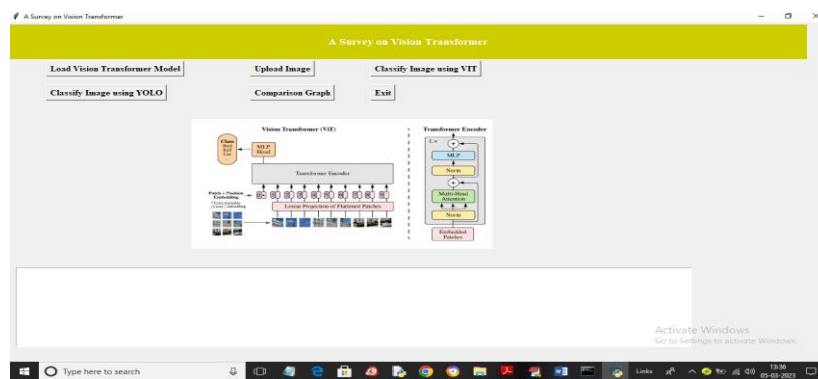 A Survey on Vision Transformer
A Survey on Vision Transformer
Load Vision Transformer Model
Upload Image
Classify Image using VIT
Classify Image using YOLO
Comparison Graph
Exit
Vision Transformer (ViT)
Class
Bird
Ball
Car
MLP
Head
Transformer Encoder
Patch + Position
Embedding
Linear Projection of Flattened Patches
Transformer Encoder
L x
+
MLP
Norm
+
Multi-Head
Attention
Norm
Embedded
Patches
Activate Windows
Go to Settings to activate Windows.
Type here to search
Links
13:36
05-03-2023